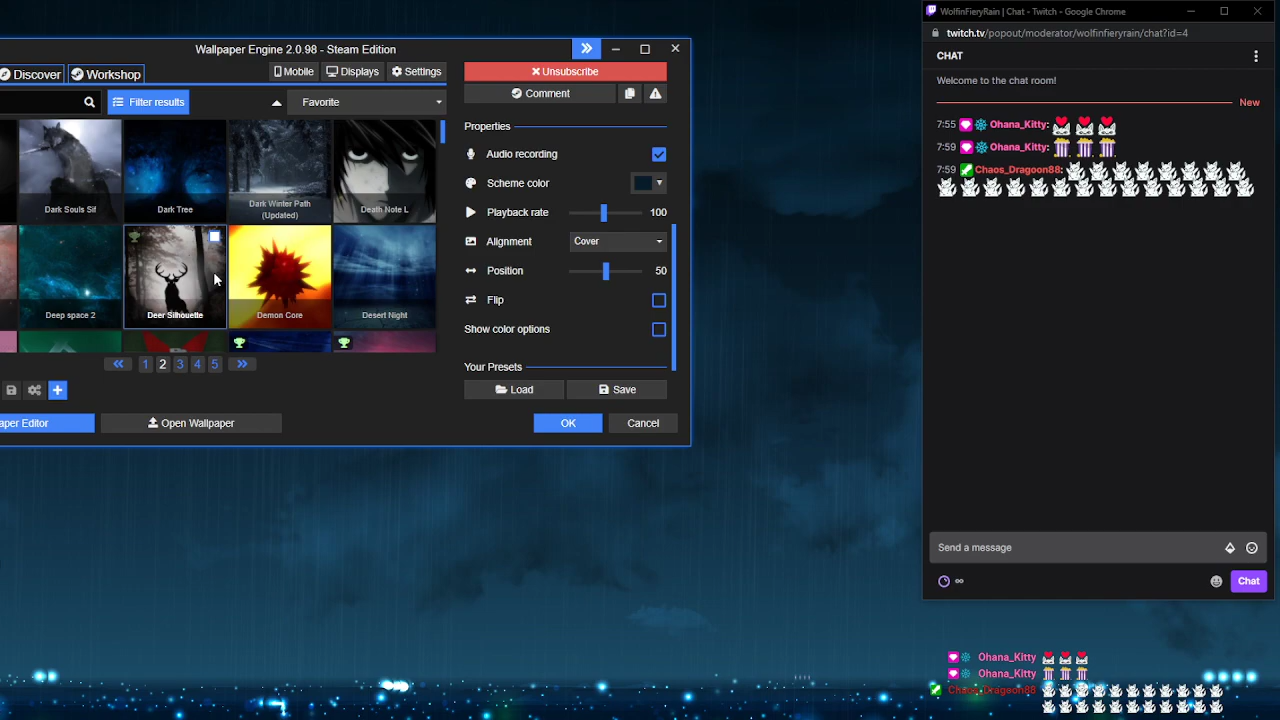 Wallpaper Engine 2.0.98 - Steam Edition
Discover Workshop Mobile Displays Settings
Filter results Favorite
Dark Souls Sif
Dark Tree
Dark Winter Path
(Updated)
Death Note L
Deep space 2
Deer Silhouette
Demon Core
Desert Night
1 2 3 4 5
aper Editor
Open Wallpaper
Unsubscribe
Comment
Properties
Audio recording
Scheme color
Playback rate 100
Alignment Cover
Position 50
Flip
Show color options
Your Presets
Load Save
OK Cancel
WolfinFieryRain | Chat - Twitch - Google Chrome
twitch.tv/popout/moderator/wolfinfieryrain/chat?id=4
CHAT
Welcome to the chat room!
New
7:55 Ohana_Kitty:
7:59 Ohana_Kitty:
7:59 Chaos_Dragoon88:
Send a message
Chat
Ohana_Kitty
Ohana_Kitty
Chaos_Dragoon88